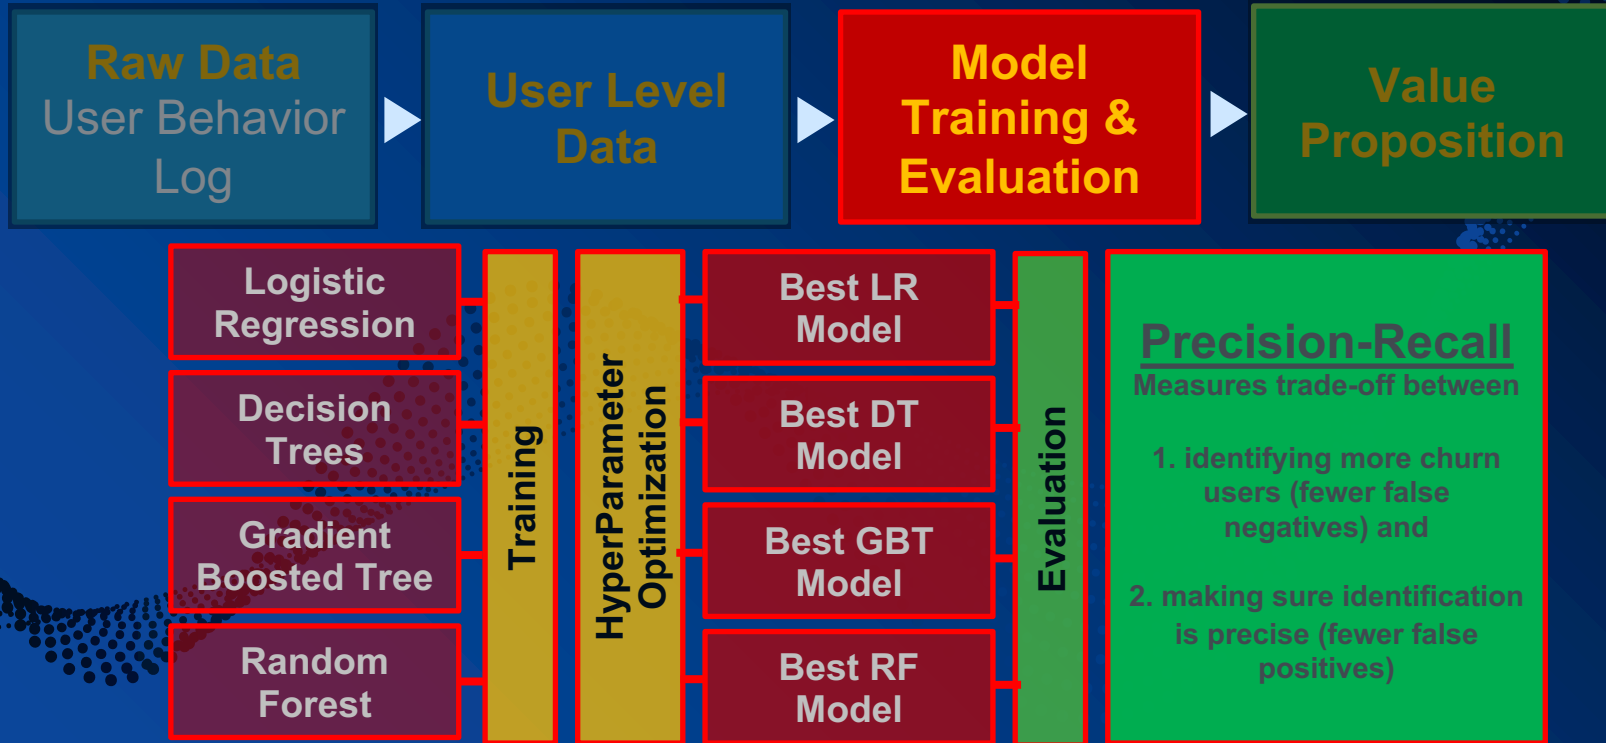 Raw Data
User Behavior
Log
User Level
Data
Model
Training &
Evaluation
Value
Proposition
Logistic
Regression
Decision
Trees
Gradient
Boosted Tree
Random
Forest
Training
HyperParameter
Optimization
Best LR
Model
Best DT
Model
Best GBT
Model
Best RF
Model
Evaluation
Precision-Recall
Measures trade-off between
1. identifying more churn
users (fewer false
negatives) and
2. making sure identification
is precise (fewer false
positives)